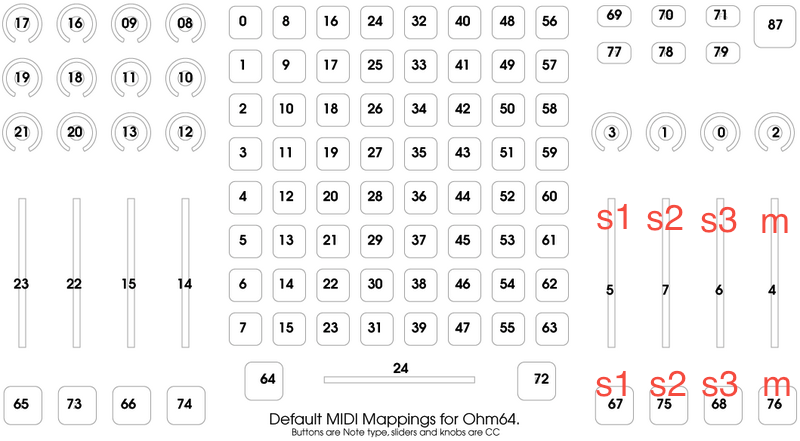 17 16 09 08 0 8 16 24 32 40 48 56 69 70 71 87
77 78 79
19 18 11 10 1 9 17 25 33 41 49 57
2 10 18 26 34 42 50 58
21 20 13 12 3 1 0 2
3 11 19 27 35 43 51 59
4 12 20 28 36 44 52 60
s1 s2 s3 m
5 13 21 29 37 45 53 61
23 22 15 14 6 14 22 30 38 46 54 62 5 7 6 4
7 15 23 31 39 47 55 63
24
64 72
s1 s2 s3 m
65 73 66 74 67 75 68 76
Default MIDI Mappings for Ohm64.
Buttons are Note type, sliders and knobs are CC